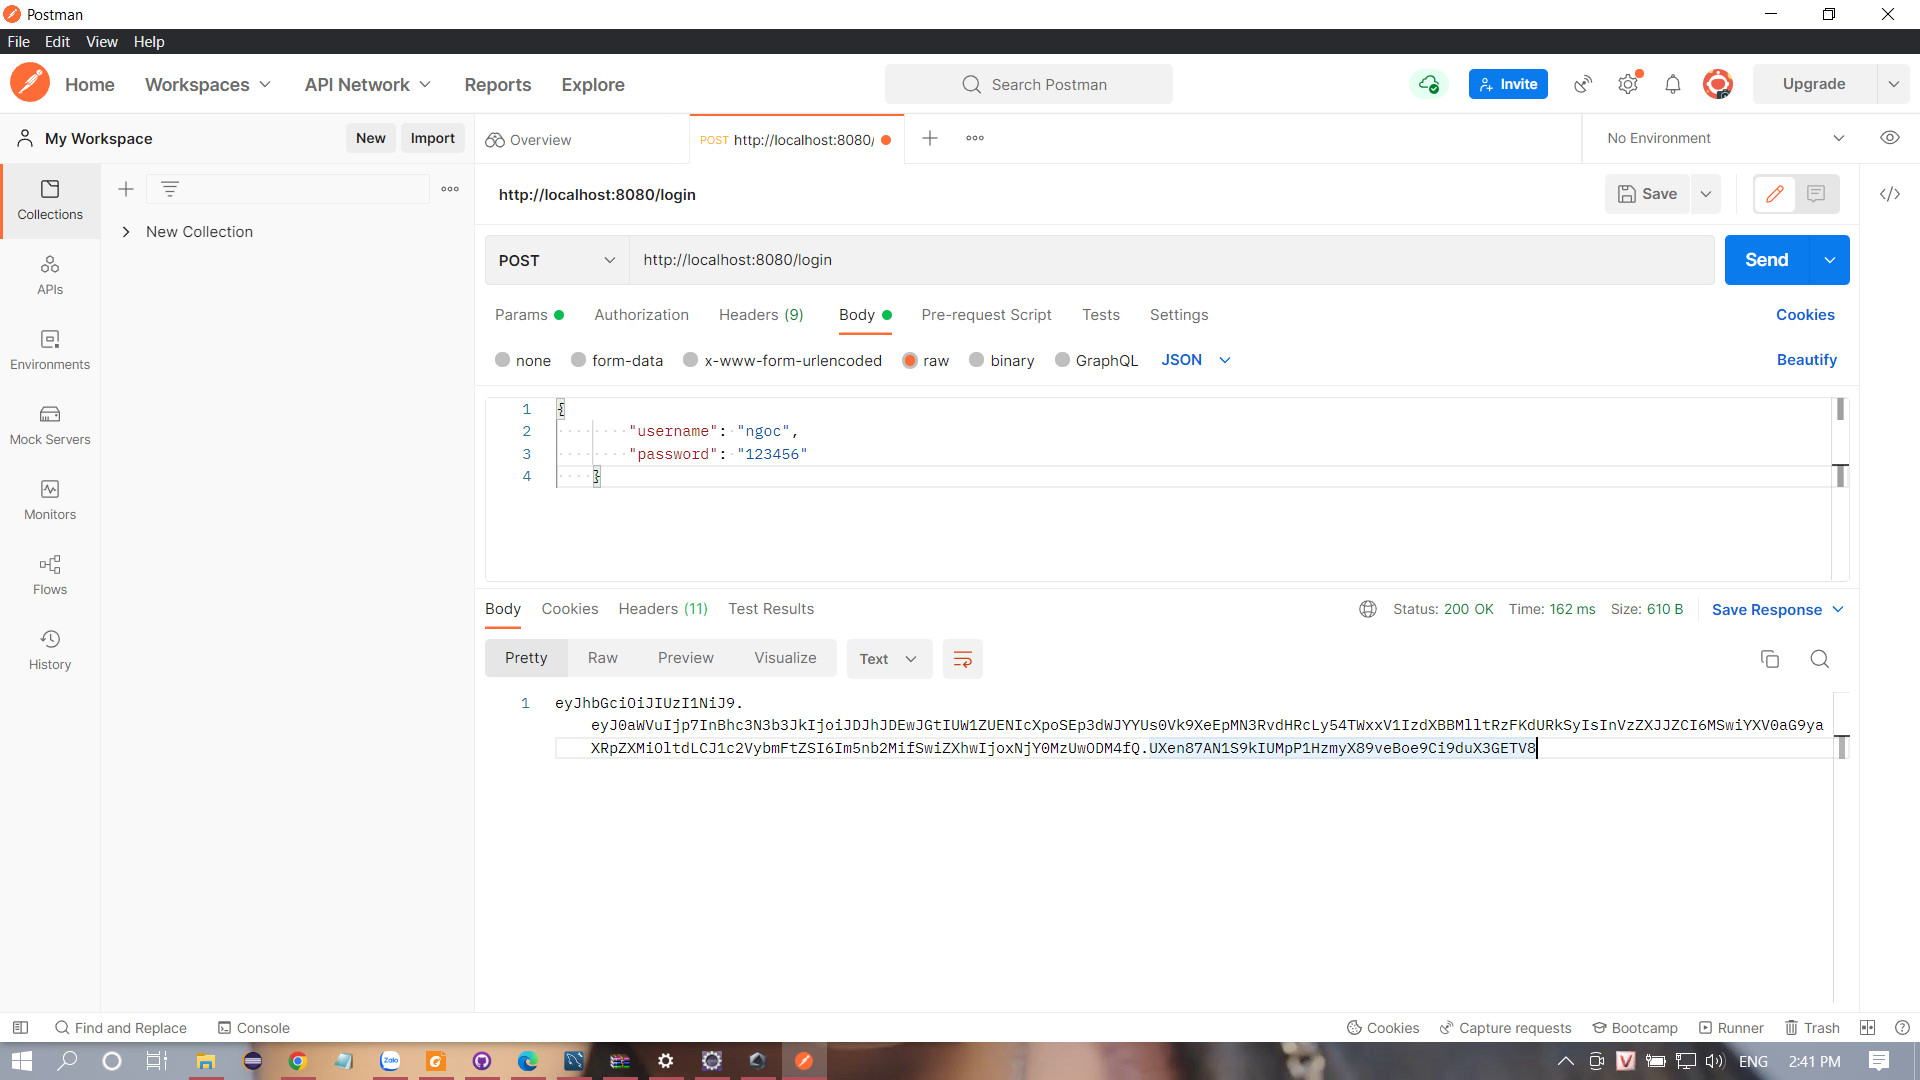 Postman
File Edit View Help
Home Workspaces API Network Reports Explore Search Postman Invite Upgrade
My Workspace New Import Overview POST http://localhost:8080/ No Environment
Collections
New Collection
APIs
Environments
Mock Servers
Monitors
Flows
History
http://localhost:8080/login Save
POST http://localhost:8080/login Send
Params Authorization Headers (9) Body Pre-request Script Tests Settings Cookies
none form-data x-www-form-urlencoded raw binary GraphQL JSON Beautify
1 {
2 "username": "ngoc",
3 "password": "123456"
4 }
Body Cookies Headers (11) Test Results Status: 200 OK Time: 162 ms Size: 610 B Save Response
Pretty Raw Preview Visualize Text
1 eyJhbGciOiJIUzI1NiJ9.
eyJ0aWVuIjp7InBhc3N3b3JkIjoiJDJhJDEwJGtIUW1ZUENIcXpoSEp3dWJYYUs0Vk9XeEpMN3RvdHRcLy54TWxxV1IzdXBBMlltRzFKdURkSyIsInVzZXJJZCI6MSwiYXV0aG9ya
XRpZXMiOltdLCJ1c2VybmFtZSI6Im5nb2MifSwiZXhwIjoxNjY0MzUwODM4fQ.UXen87AN1S9kIUMpP1HzmyX89veBoe9Ci9duX3GETV8
Find and Replace Console Cookies Capture requests Bootcamp Runner Trash
Zalo ENG 2:41 PM